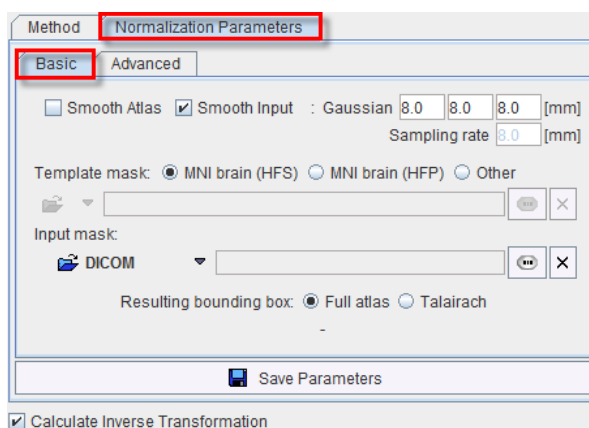 Method Normalization Parameters
Basic Advanced
Smooth Atlas Smooth Input : Gaussian 8.0 8.0 8.0 [mm]
Sampling rate 8.0 [mm]
Template mask: MNI brain (HFS) MNI brain (HFP) Other
Input mask:
DICOM
Resulting bounding box: Full atlas Talairach
-
Save Parameters
Calculate Inverse Transformation